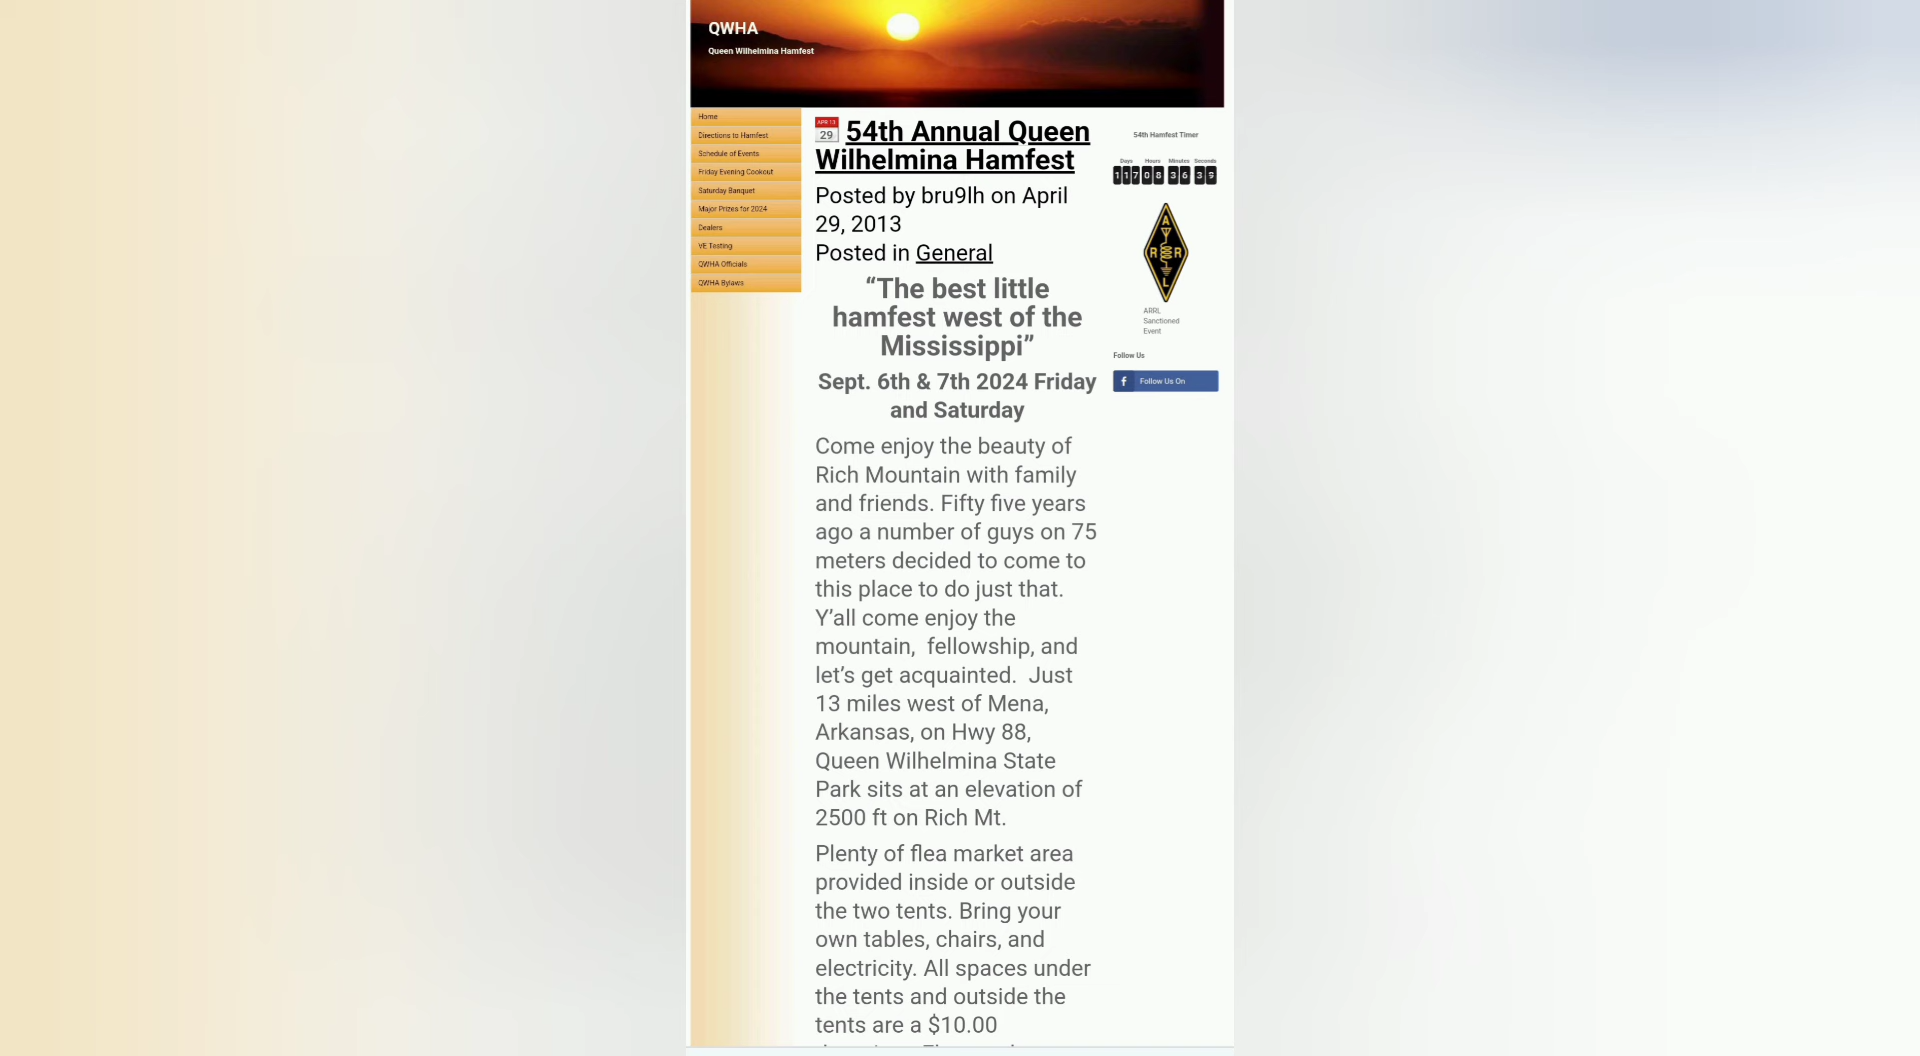 QWHA
Queen Wilhelmina Hamfest
Home
Directions to Hamfest
Schedule of Events
Friday Evening Cookout
Saturday Banquet
Major Prizes for 2024
Dealers
VE Testing
QWHA Officials
QWHA Bylaws
APR 13
29
54th Annual Queen
Wilhelmina Hamfest
Posted by bru9lh on April
29, 2013
Posted in General
“The best little
hamfest west of the
Mississippi”
Sept. 6th & 7th 2024 Friday
and Saturday
Come enjoy the beauty of
Rich Mountain with family
and friends. Fifty five years
ago a number of guys on 75
meters decided to come to
this place to do just that.
Y’all come enjoy the
mountain,  fellowship, and
let’s get acquainted.  Just
13 miles west of Mena,
Arkansas, on Hwy 88,
Queen Wilhelmina State
Park sits at an elevation of
2500 ft on Rich Mt.
Plenty of flea market area
provided inside or outside
the two tents. Bring your
own tables, chairs, and
electricity. All spaces under
the tents and outside the
tents are a $10.00
54th Hamfest Timer
Days Hours Minutes Seconds
117 08 36 39
A
R R
L
ARRL
Sanctioned
Event
Follow Us
f Follow Us On